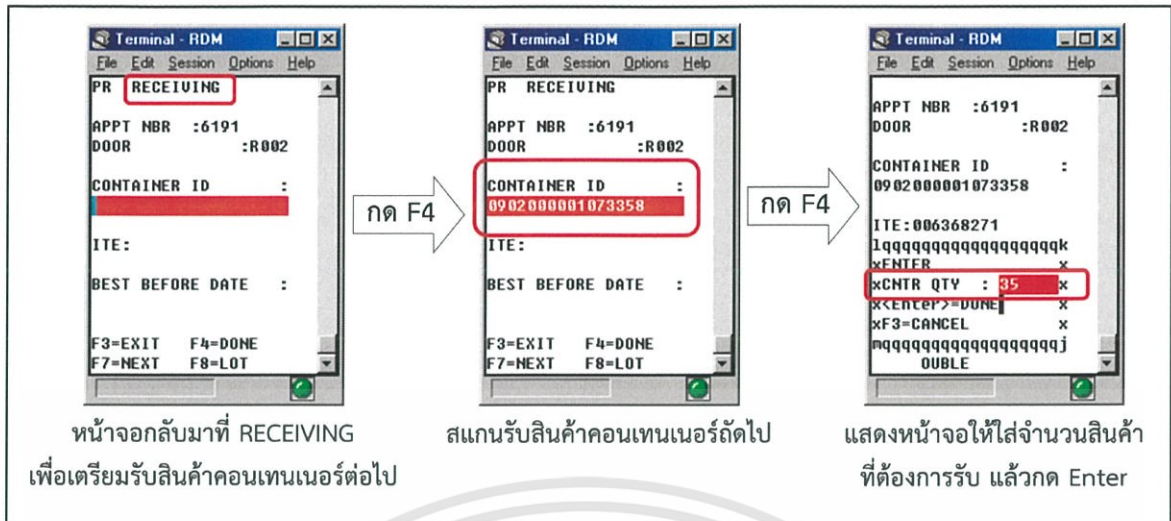 Terminal - RDM
File Edit Session Options Help
PR RECEIVING
APPT NBR :6191
DOOR :R002
CONTAINER ID :
ITE:
BEST BEFORE DATE :
F3=EXIT F4=DONE
F7=NEXT F8=LOT
หน้าจอกลับมาที่ RECEIVING
เพื่อเตรียมรับสินค้าคอนเทนเนอร์ต่อไป
กด F4
Terminal - RDM
File Edit Session Options Help
PR RECEIVING
APPT NBR :6191
DOOR :R002
CONTAINER ID :
0902000001073358
ITE:
BEST BEFORE DATE :
F3=EXIT F4=DONE
F7=NEXT F8=LOT
สแกนรับสินค้าคอนเทนเนอร์ถัดไป
กด F4
Terminal - RDM
File Edit Session Options Help
APPT NBR :6191
DOOR :R002
CONTAINER ID :
0902000001073358
ITE:006368271
lqqqqqqqqqqqqqqqqqqk
xENTER x
xCNTR QTY : 35 x
x<Enter>=DONE x
xF3=CANCEL x
mqqqqqqqqqqqqqqqqqqj
OUBLE
แสดงหน้าจอให้ใส่จำนวนสินค้า
ที่ต้องการรับ แล้วกด Enter